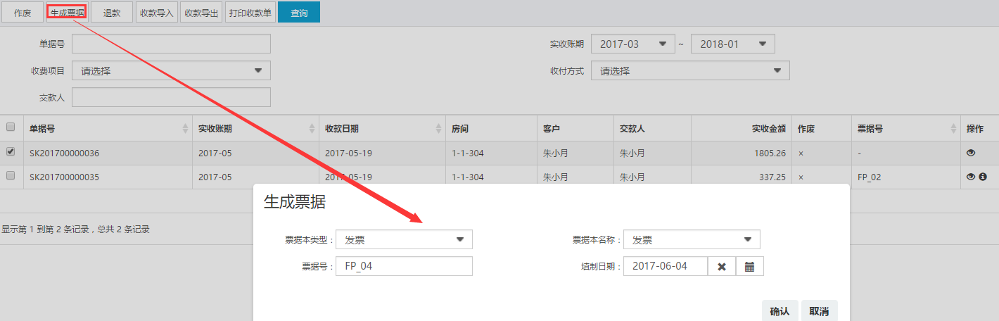 作废 生成票据 退款 收款导入 收款导出 打印收款单 查询
单据号 实收账期 2017-03 ~ 2018-01
收费项目 请选择 收付方式 请选择
交款人
单据号 实收账期 收款日期 房间 客户 交款人 实收金额 作废 票据号 操作
SK201700000036 2017-05 2017-05-19 1-1-304 朱小月 朱小月 1805.26 × -
SK201700000035 2017-05 2017-05-19 1-1-304 朱小月 朱小月 337.25 × FP_02
生成票据
显示第 1 到第 2 条记录，总共 2 条记录
票据本类型： 发票 票据本名称： 发票
票据号： FP_04 填制日期： 2017-06-04
确认 取消